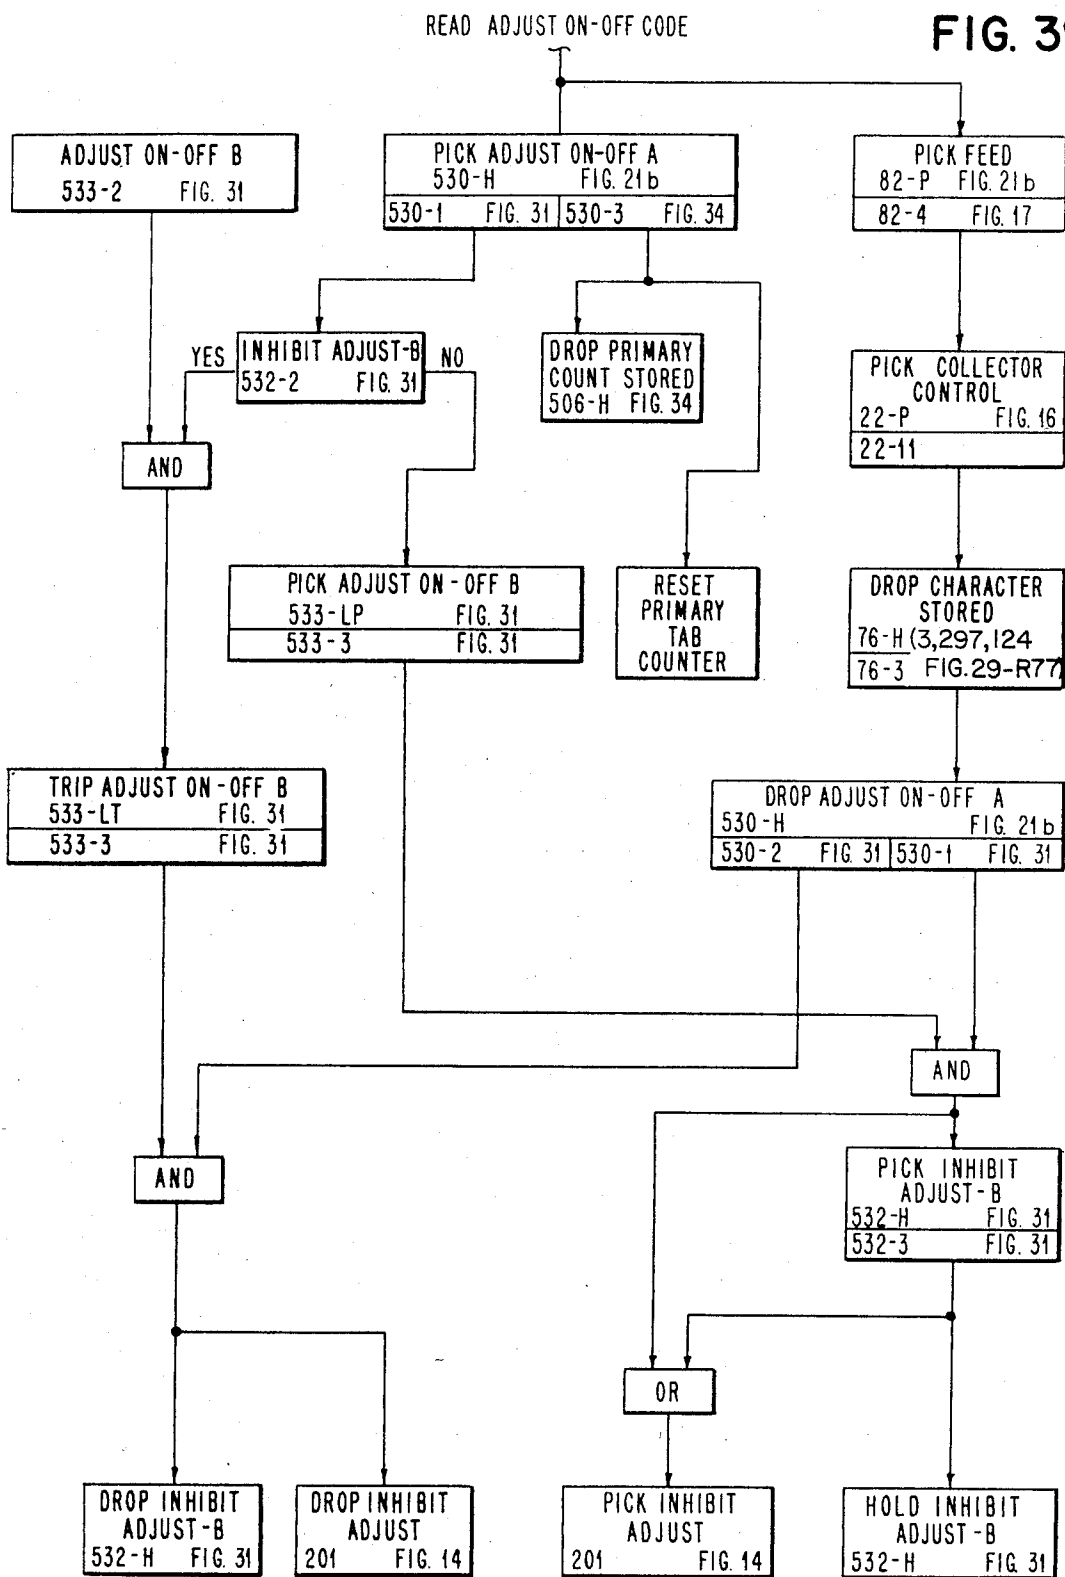 READ ADJUST ON-OFF CODE
FIG. 39
ADJUST ON-OFF B
533-2 FIG. 31
PICK ADJUST ON-OFF A
530-H FIG. 21b
530-1 FIG. 31 530-3 FIG. 34
PICK FEED
82-P FIG. 21b
82-4 FIG. 17
YES
INHIBIT ADJUST-B
532-2 FIG. 31
NO
DROP PRIMARY
COUNT STORED
506-H FIG. 34
PICK COLLECTOR
CONTROL
22-P FIG. 16
22-11
AND
PICK ADJUST ON-OFF B
533-LP FIG. 31
533-3 FIG. 31
RESET
PRIMARY
TAB
COUNTER
DROP CHARACTER
STORED
76-H (3,297,124
76-3 FIG. 29-R77)
TRIP ADJUST ON-OFF B
533-LT FIG. 31
533-3 FIG. 31
DROP ADJUST ON-OFF A
530-H FIG. 21b
530-2 FIG. 31 530-1 FIG. 31
AND
AND
PICK INHIBIT
ADJUST-B
532-H FIG. 31
532-3 FIG. 31
OR
DROP INHIBIT
ADJUST-B
532-H FIG. 31
DROP INHIBIT
ADJUST
201 FIG. 14
PICK INHIBIT
ADJUST
201 FIG. 14
HOLD INHIBIT
ADJUST-B
532-H FIG. 31